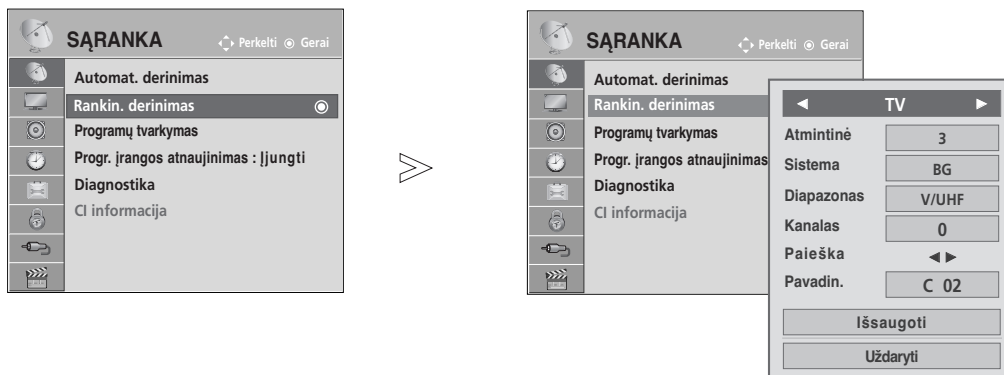 SĄRANKA Perkelti Gerai
Automat. derinimas
Rankin. derinimas
Programų tvarkymas
Progr. įrangos atnaujinimas : Įjungti
Diagnostika
CI informacija
SĄRANKA Perkelti Gerai
Automat. derinimas
Rankin. derinimas
Programų tvarkymas
Progr. įrangos atnaujinimas
Diagnostika
CI informacija
◄ TV ►
Atmintinė 3
Sistema BG
Diapazonas V/UHF
Kanalas 0
Paieška ◄ ►
Pavadin. C 02
Išsaugoti
Uždaryti